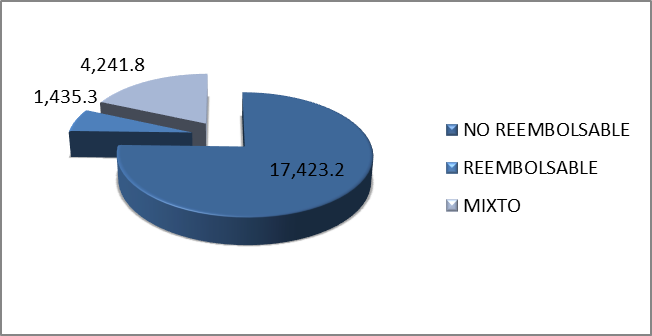 4,241.8
1,435.3
17,423.2
NO REEMBOLSABLE
REEMBOLSABLE
MIXTO